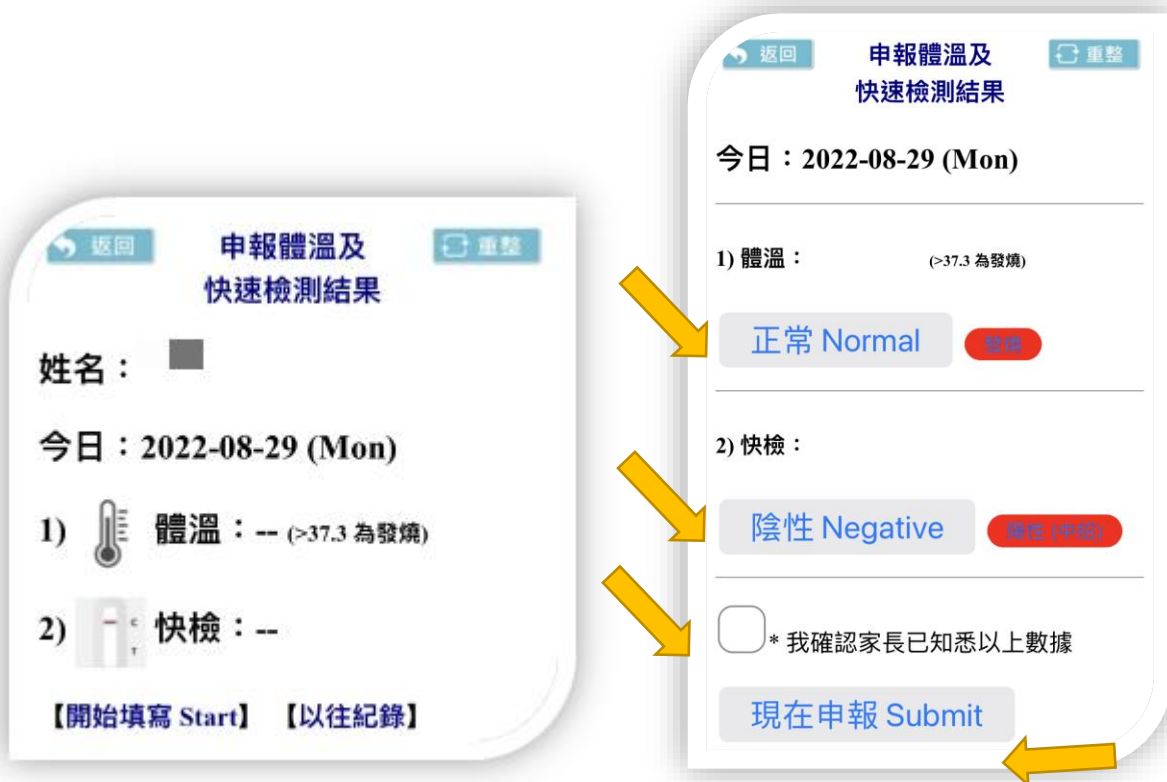 返回
申報體溫及
重整
快速檢測結果
姓名：
今日：2022-08-29 (Mon)
1) 體溫：-- (>37.3 為發燒)
2) C T 快檢：--
【開始填寫 Start】 【以往紀錄】
返回
申報體溫及
重整
快速檢測結果
今日：2022-08-29 (Mon)
1) 體溫： (>37.3 為發燒)
正常 Normal 發燒
2) 快檢：
陰性 Negative 陽性 (中招)
* 我確認家長已知悉以上數據
現在申報 Submit